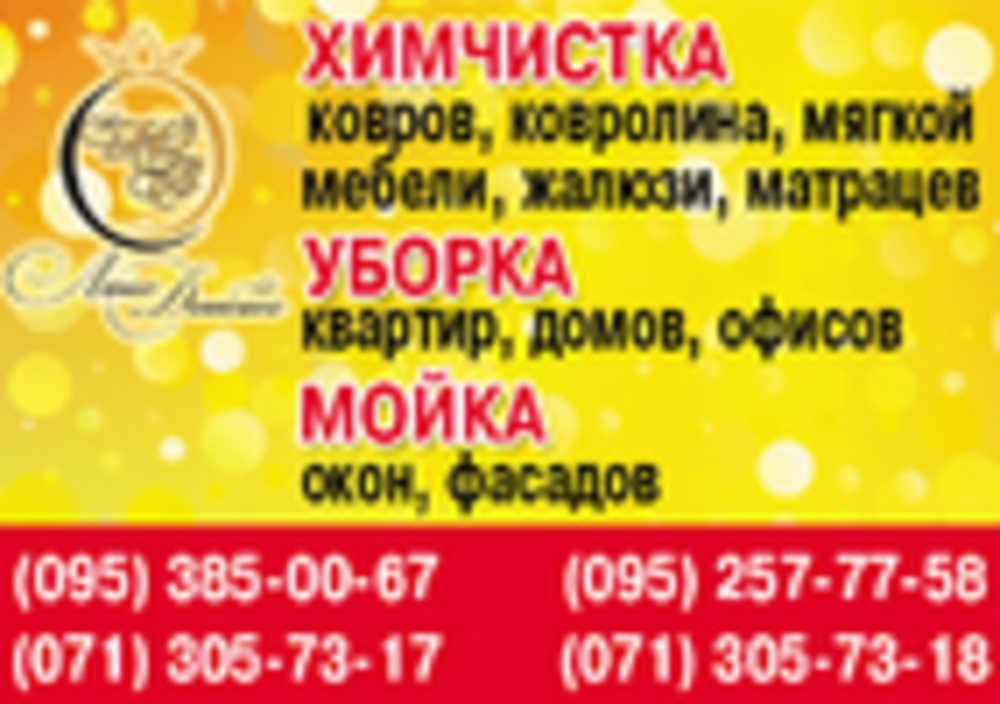 ХИМЧИСТКА
ковров, ковролина, мягкой
мебели, жалюзи, матрацев
УБОРКА
квартир, домов, офисов
МОЙКА
окон, фасадов
(095) 385-00-67 (095) 257-77-58
(071) 305-73-17 (071) 305-73-18